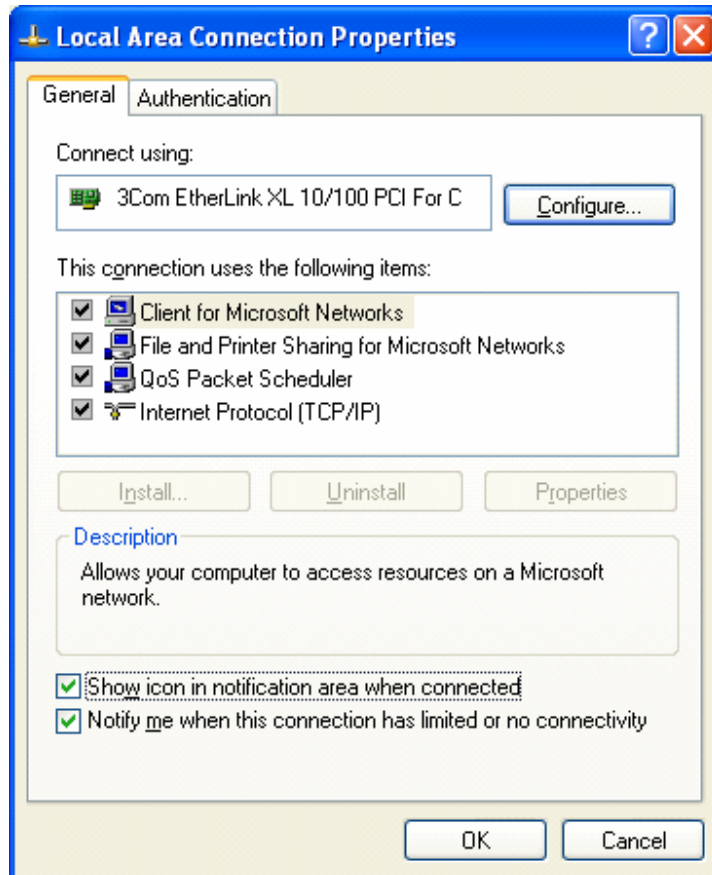 Local Area Connection Properties
General Authentication
Connect using:
3Com EtherLink XL 10/100 PCI For C
Configure...
This connection uses the following items:
Client for Microsoft Networks
File and Printer Sharing for Microsoft Networks
QoS Packet Scheduler
Internet Protocol (TCP/IP)
Install... Uninstall Properties
Description
Allows your computer to access resources on a Microsoft
network.
Show icon in notification area when connected
Notify me when this connection has limited or no connectivity
OK Cancel